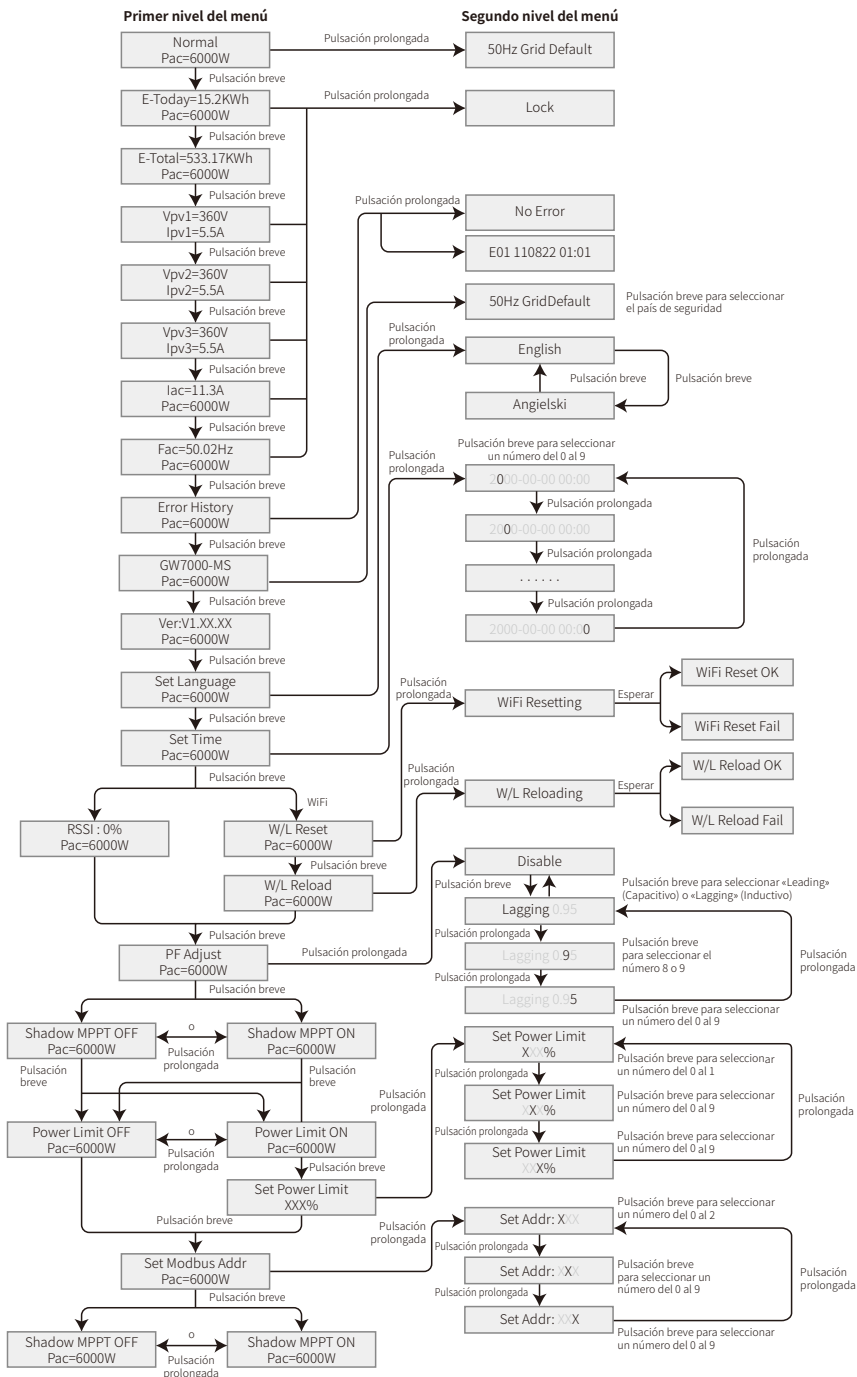 Primer nivel del menú
Segundo nivel del menú
Normal
Pac=6000W
Pulsación prolongada
50Hz Grid Default
Pulsación breve
E-Today=15.2KWh
Pac=6000W
Pulsación prolongada
Lock
Pulsación breve
E-Total=533.17KWh
Pac=6000W
Pulsación breve
Vpv1=360V
Ipv1=5.5A
Pulsación prolongada
No Error
E01 110822 01:01
Pulsación breve
Vpv2=360V
Ipv2=5.5A
50Hz GridDefault
Pulsación breve para seleccionar
el país de seguridad
Pulsación breve
Vpv3=360V
Ipv3=5.5A
Pulsación
prolongada
English
Pulsación breve
Pulsación breve
Angielski
Pulsación breve
Iac=11.3A
Pac=6000W
Pulsación breve
Fac=50.02Hz
Pac=6000W
Pulsación
prolongada
Pulsación breve para seleccionar
un número del 0 al 9
2000-00-00 00:00
Pulsación prolongada
2000-00-00 00:00
Pulsación prolongada
. . . . . .
Pulsación prolongada
2000-00-00 00:00
Pulsación
prolongada
Pulsación breve
Error History
Pac=6000W
Pulsación breve
GW7000-MS
Pac=6000W
Pulsación breve
Ver:V1.XX.XX
Pac=6000W
Pulsación breve
Set Language
Pac=6000W
Pulsación breve
Set Time
Pac=6000W
Pulsación
prolongada
WiFi Resetting
Esperar
WiFi Reset OK
WiFi Reset Fail
Pulsación breve
WiFi
RSSI : 0%
Pac=6000W
W/L Reset
Pac=6000W
Pulsación breve
W/L Reload
Pac=6000W
Pulsación
prolongada
W/L Reloading
Esperar
W/L Reload OK
W/L Reload Fail
Pulsación breve
PF Adjust
Pac=6000W
Pulsación prolongada
Disable
Pulsación breve
Lagging 0.95
Pulsación breve para seleccionar «Leading»
(Capacitivo) o «Lagging» (Inductivo)
Pulsación prolongada
Lagging 0.95
Pulsación breve
para seleccionar el
número 8 o 9
Pulsación prolongada
Lagging 0.95
Pulsación breve para seleccionar
un número del 0 al 9
Pulsación
prolongada
Pulsación breve
Shadow MPPT OFF
Pac=6000W
o
Pulsación
prolongada
Shadow MPPT ON
Pac=6000W
Pulsación
breve
Pulsación
breve
Power Limit OFF
Pac=6000W
o
Pulsación
prolongada
Power Limit ON
Pac=6000W
Pulsación breve
Set Power Limit
XXX%
Pulsación
prolongada
Set Power Limit
XXX%
Pulsación breve para seleccionar
un número del 0 al 1
Pulsación prolongada
Set Power Limit
XXX%
Pulsación breve para seleccionar
un número del 0 al 9
Pulsación prolongada
Set Power Limit
XXX%
Pulsación breve para seleccionar
un número del 0 al 9
Pulsación
prolongada
Pulsación breve
Set Modbus Addr
Pac=6000W
Pulsación
prolongada
Set Addr: XXX
Pulsación breve para seleccionar
un número del 0 al 2
Pulsación prolongada
Set Addr: XXX
Pulsación breve
para seleccionar un
número del 0 al 9
Pulsación prolongada
Set Addr: XXX
Pulsación breve para seleccionar
un número del 0 al 9
Pulsación
prolongada
Pulsación breve
Shadow MPPT OFF
Pac=6000W
o
Pulsación
prolongada
Shadow MPPT ON
Pac=6000W